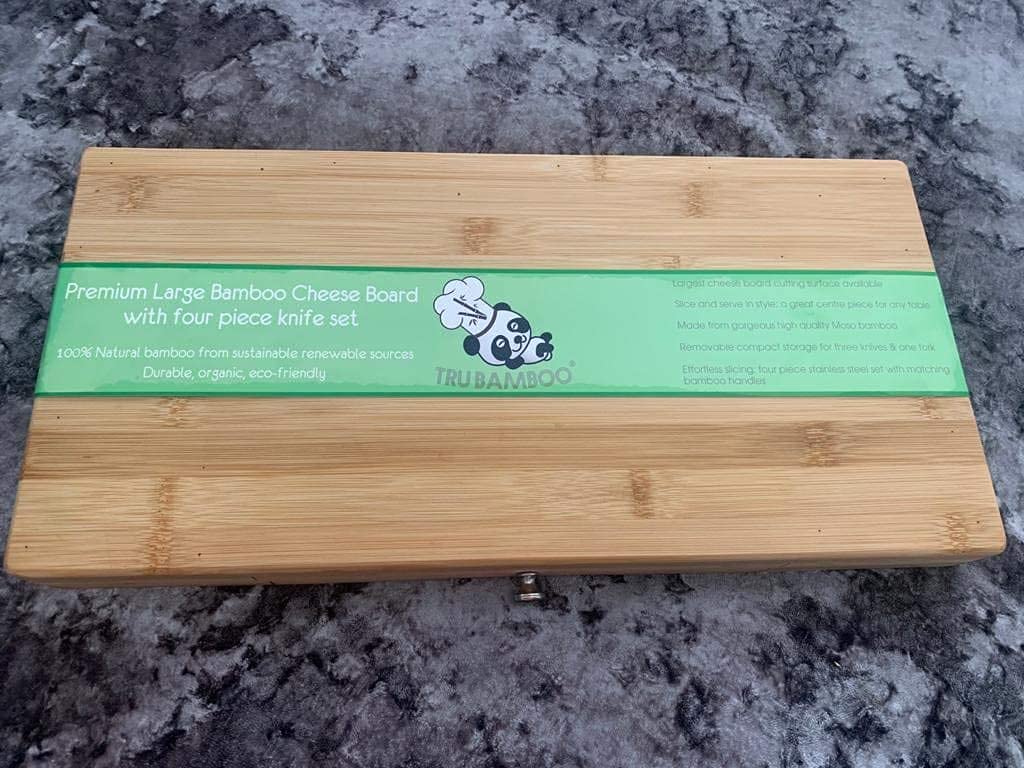 Premium Large Bamboo Cheese Board
with four piece knife set
100% Natural bamboo from sustainable renewable sources
Durable, organic, eco-friendly
TRU BAMBOO®
Largest cheese board cutting surface available
Slice and serve in style; a great centre piece for any table
Made from gorgeous high quality Moso bamboo
Removable compact storage for three knives & one fork
Effortless slicing; four piece stainless steel set with matching
bamboo handles